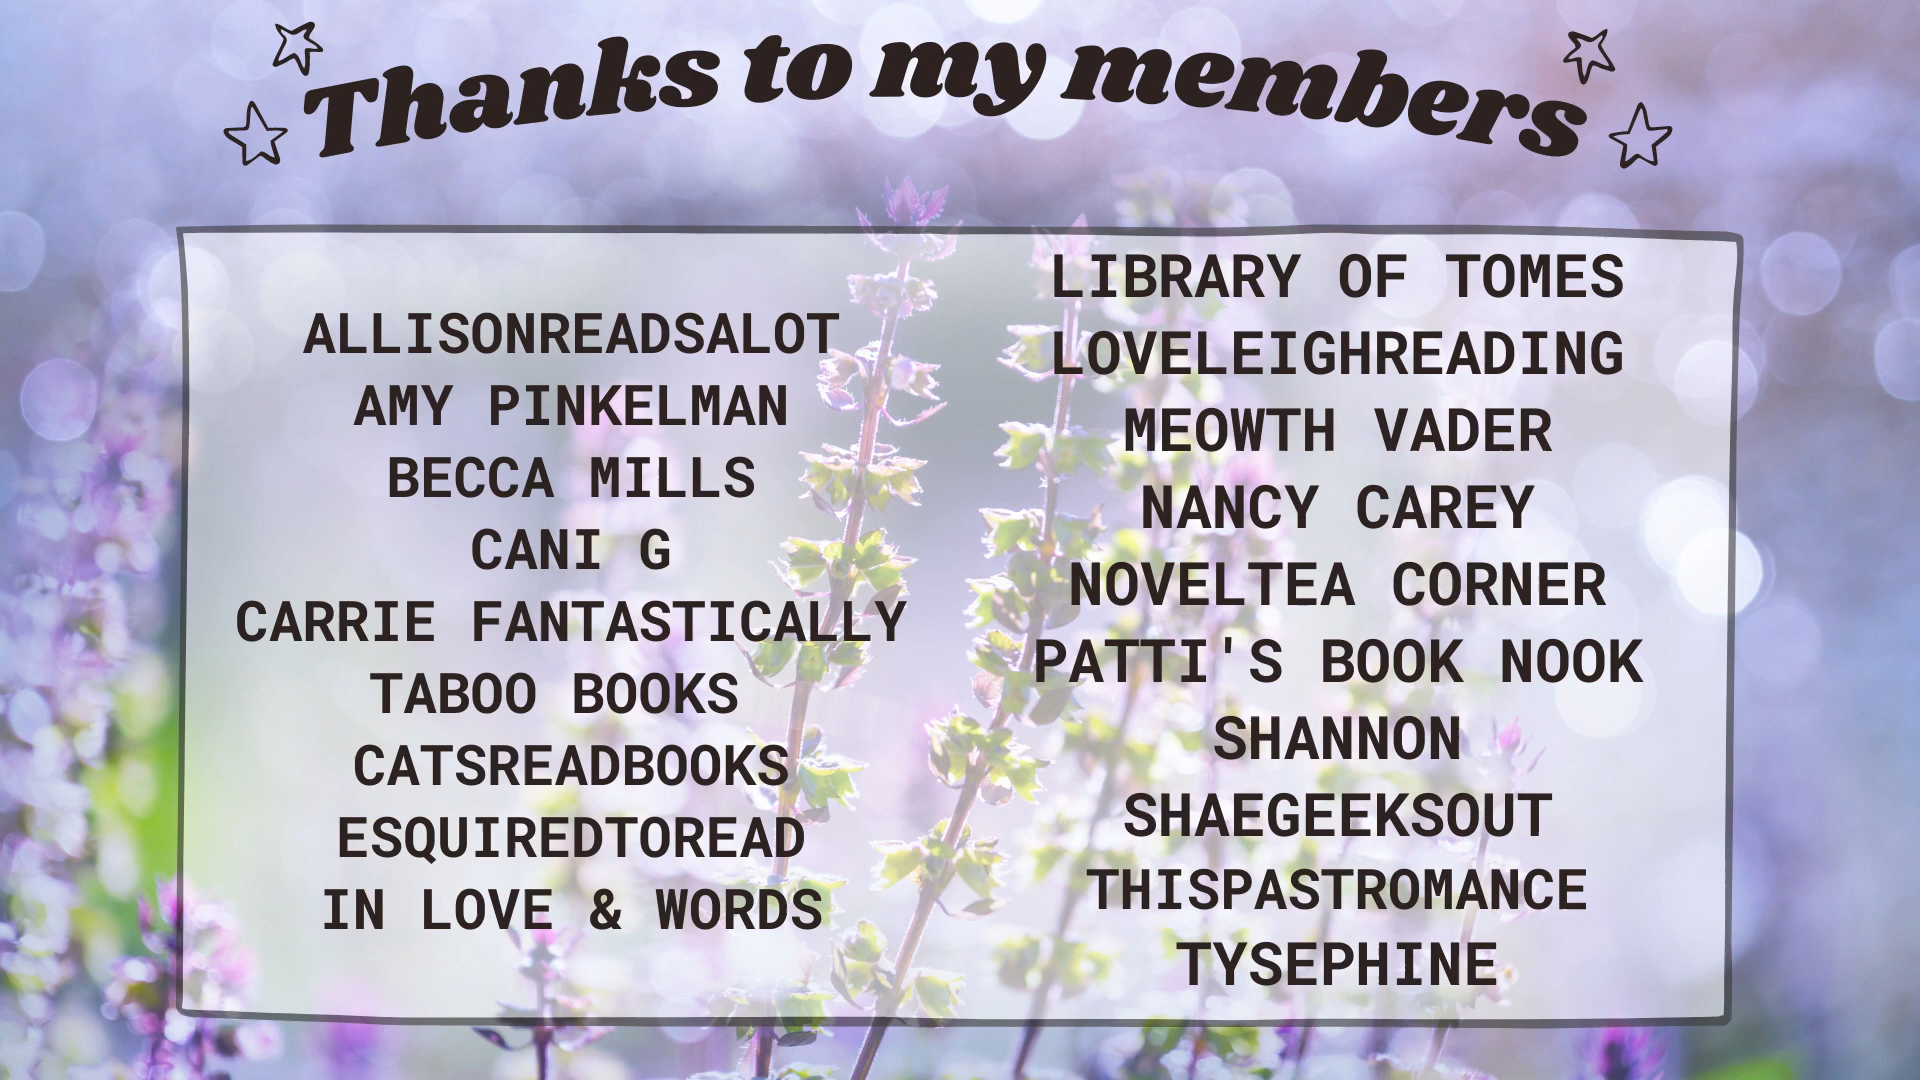 Thanks to my members
ALLISONREADSALOT
AMY PINKELMAN
BECCA MILLS
CANI G
CARRIE FANTASTICALLY
TABOO BOOKS
CATSREADBOOKS
ESQUIREDTOREAD
IN LOVE & WORDS
LIBRARY OF TOMES
LOVELEIGHREADING
MEOWTH VADER
NANCY CAREY
NOVELTEA CORNER
PATTI'S BOOK NOOK
SHANNON
SHAEGEEKSOUT
THISPASTROMANCE
TYSEPHINE